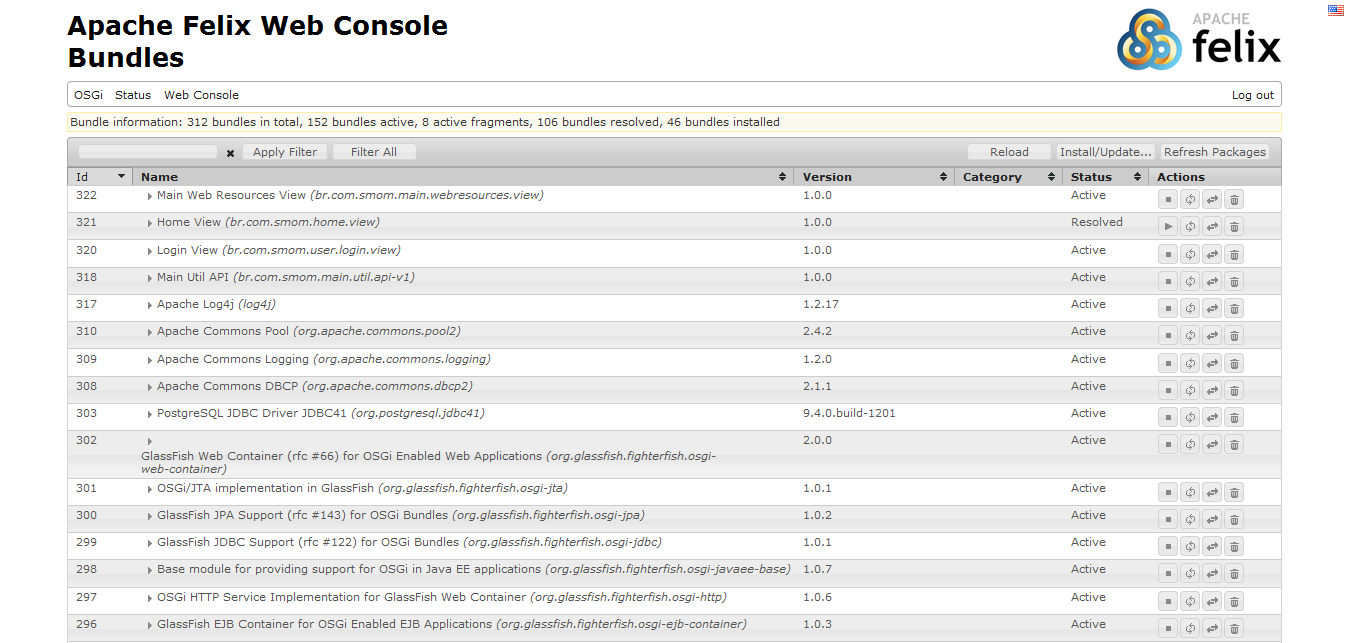 Apache Felix Web Console
Bundles
APACHE
felix
OSGi Status Web Console Log out
Bundle information: 312 bundles in total, 152 bundles active, 8 active fragments, 106 bundles resolved, 46 bundles installed
Apply Filter Filter All Reload Install/Update... Refresh Packages
Id Name Version Category Status Actions
322 Main Web Resources View (br.com.smom.main.webresources.view) 1.0.0 Active
321 Home View (br.com.smom.home.view) 1.0.0 Resolved
320 Login View (br.com.smom.user.login.view) 1.0.0 Active
318 Main Util API (br.com.smom.main.util.api-v1) 1.0.0 Active
317 Apache Log4j (log4j) 1.2.17 Active
310 Apache Commons Pool (org.apache.commons.pool2) 2.4.2 Active
309 Apache Commons Logging (org.apache.commons.logging) 1.2.0 Active
308 Apache Commons DBCP (org.apache.commons.dbcp2) 2.1.1 Active
303 PostgreSQL JDBC Driver JDBC41 (org.postgresql.jdbc41) 9.4.0.build-1201 Active
302 2.0.0 Active
GlassFish Web Container (rfc #66) for OSGi Enabled Web Applications (org.glassfish.fighterfish.osgi-
web-container)
301 OSGi/JTA implementation in GlassFish (org.glassfish.fighterfish.osgi-jta) 1.0.1 Active
300 GlassFish JPA Support (rfc #143) for OSGi Bundles (org.glassfish.fighterfish.osgi-jpa) 1.0.2 Active
299 GlassFish JDBC Support (rfc #122) for OSGi Bundles (org.glassfish.fighterfish.osgi-jdbc) 1.0.1 Active
298 Base module for providing support for OSGi in Java EE applications (org.glassfish.fighterfish.osgi-javaee-base) 1.0.7 Active
297 OSGi HTTP Service Implementation for GlassFish Web Container (org.glassfish.fighterfish.osgi-http) 1.0.6 Active
296 GlassFish EJB Container for OSGi Enabled EJB Applications (org.glassfish.fighterfish.osgi-ejb-container) 1.0.3 Active